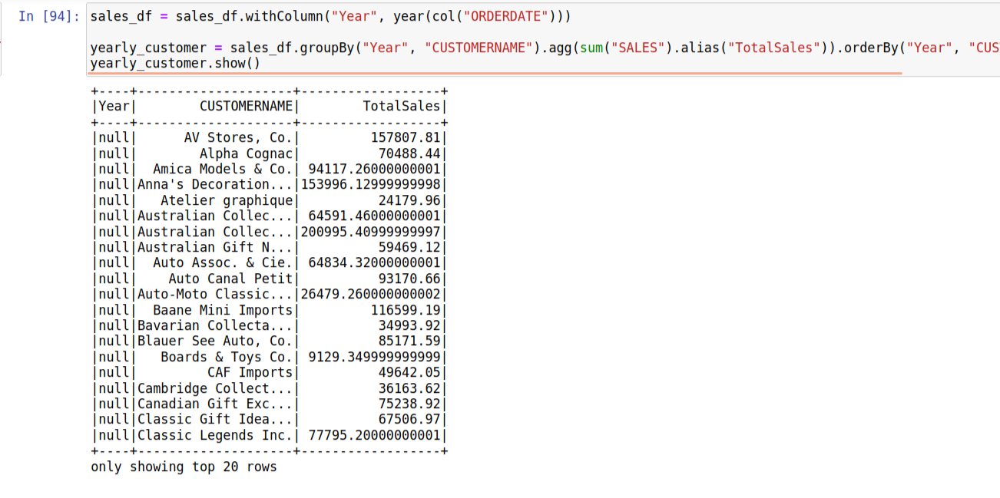 In [94]: sales_df = sales_df.withColumn("Year", year(col("ORDERDATE")))
yearly_customer = sales_df.groupBy("Year", "CUSTOMERNAME").agg(sum("SALES").alias("TotalSales")).orderBy("Year", "CUS
yearly_customer.show()
+----+--------------------+------------------+
|Year|        CUSTOMERNAME|        TotalSales|
+----+--------------------+------------------+
|null|      AV Stores, Co.|         157807.81|
|null|        Alpha Cognac|          70488.44|
|null|  Amica Models & Co.| 94117.26000000001|
|null|Anna's Decoration...|153996.12999999998|
|null|   Atelier graphique|          24179.96|
|null|Australian Collec...| 64591.46000000001|
|null|Australian Collec...|200995.40999999997|
|null|Australian Gift N...|          59469.12|
|null|  Auto Assoc. & Cie.| 64834.32000000001|
|null|    Auto Canal Petit|          93170.66|
|null|Auto-Moto Classic...|26479.260000000002|
|null|  Baane Mini Imports|         116599.19|
|null|Bavarian Collecta...|          34993.92|
|null|Blauer See Auto, Co.|          85171.59|
|null|   Boards & Toys Co.| 9129.349999999999|
|null|         CAF Imports|          49642.05|
|null|Cambridge Collect...|          36163.62|
|null|Canadian Gift Exc...|          75238.92|
|null|Classic Gift Idea...|          67506.97|
|null|Classic Legends Inc.| 77795.20000000001|
+----+--------------------+------------------+
only showing top 20 rows